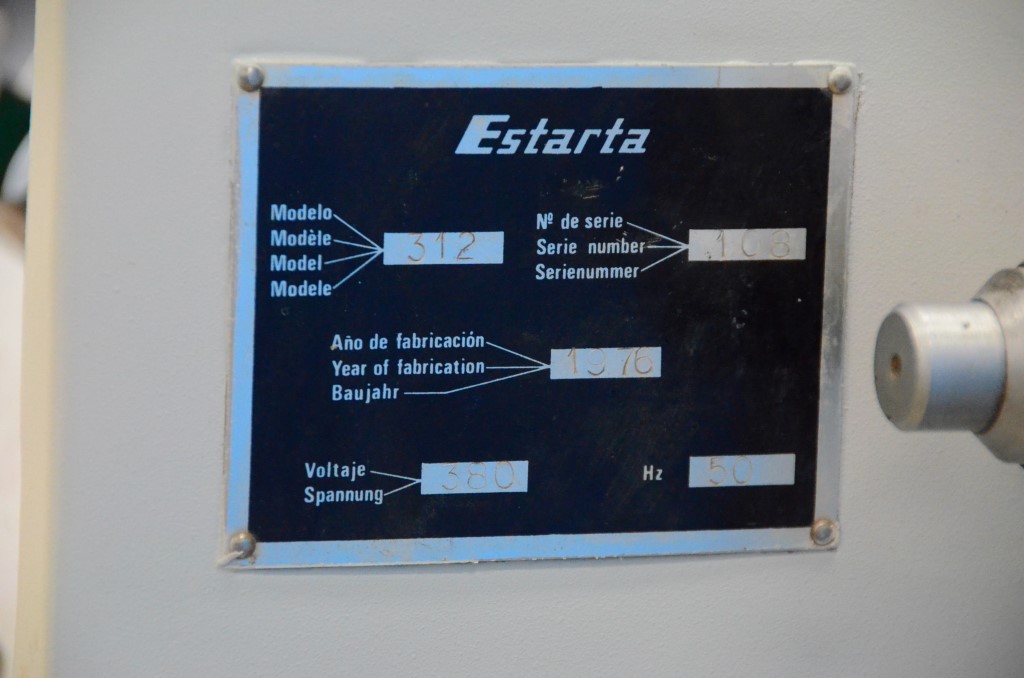 Estarta
Modelo
Modèle
Model
Modele
312
Nº de serie
Serie number
Serienummer
108
Año de fabricación
Year of fabrication
Baujahr
1976
Voltaje
Spannung
380
Hz
50